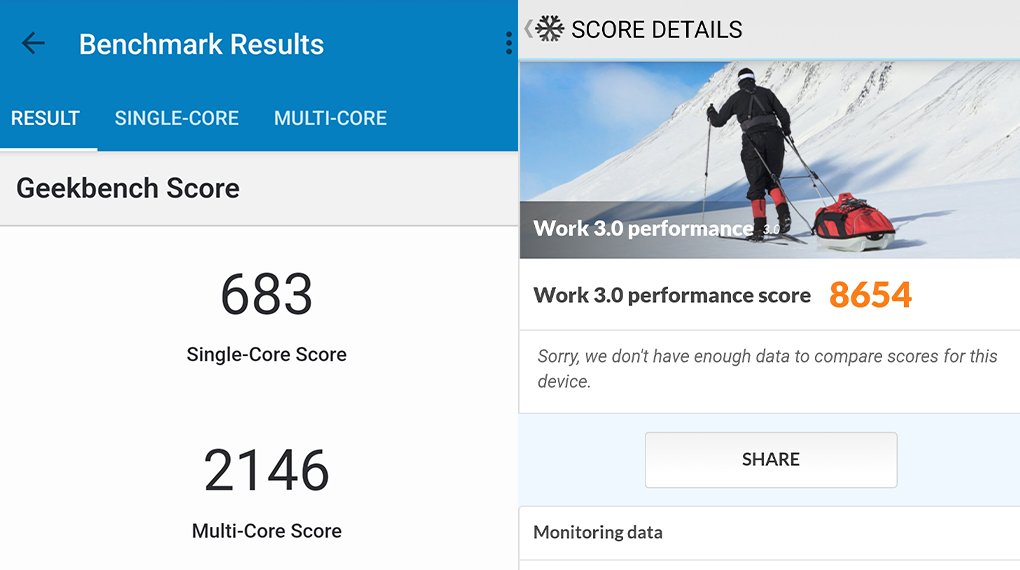 Benchmark Results
RESULT SINGLE-CORE MULTI-CORE
Geekbench Score
683
Single-Core Score
2146
Multi-Core Score
SCORE DETAILS
Work 3.0 performance 3.0
Work 3.0 performance score 8654
Sorry, we don't have enough data to compare scores for this
device.
SHARE
Monitoring data